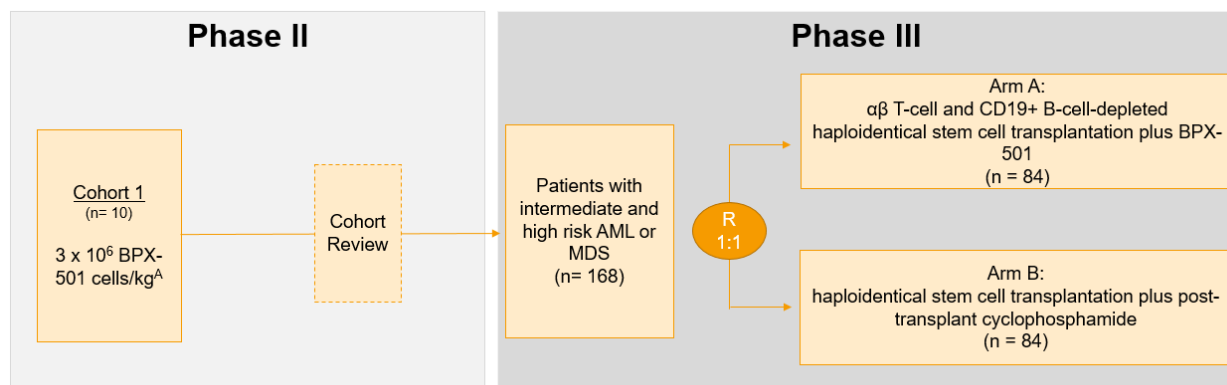 Phase II
Phase III
Cohort 1
(n= 10)
3 x 10⁶ BPX-
501 cells/kgᴬ
Cohort
Review
Patients with
intermediate and
high risk AML or
MDS
(n= 168)
R
1:1
Arm A:
αβ T-cell and CD19+ B-cell-depleted
haploidentical stem cell transplantation plus BPX-
501
(n = 84)
Arm B:
haploidentical stem cell transplantation plus post-
transplant cyclophosphamide
(n = 84)